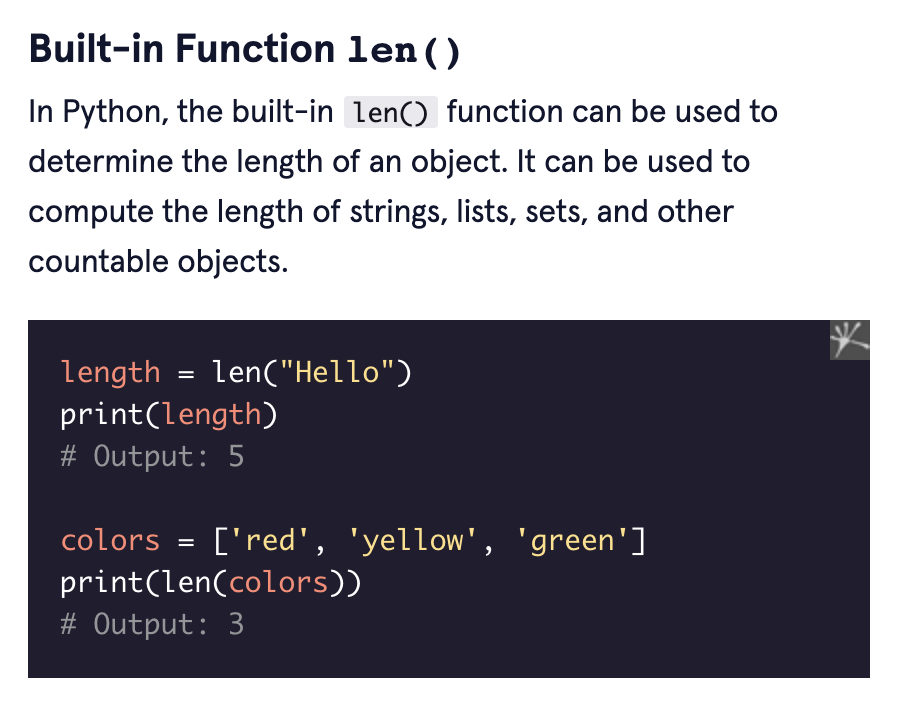 Built-in Function len()
In Python, the built-in len() function can be used to
determine the length of an object. It can be used to
compute the length of strings, lists, sets, and other
countable objects.
length = len("Hello")
print(length)
# Output: 5
colors = ['red', 'yellow', 'green']
print(len(colors))
# Output: 3